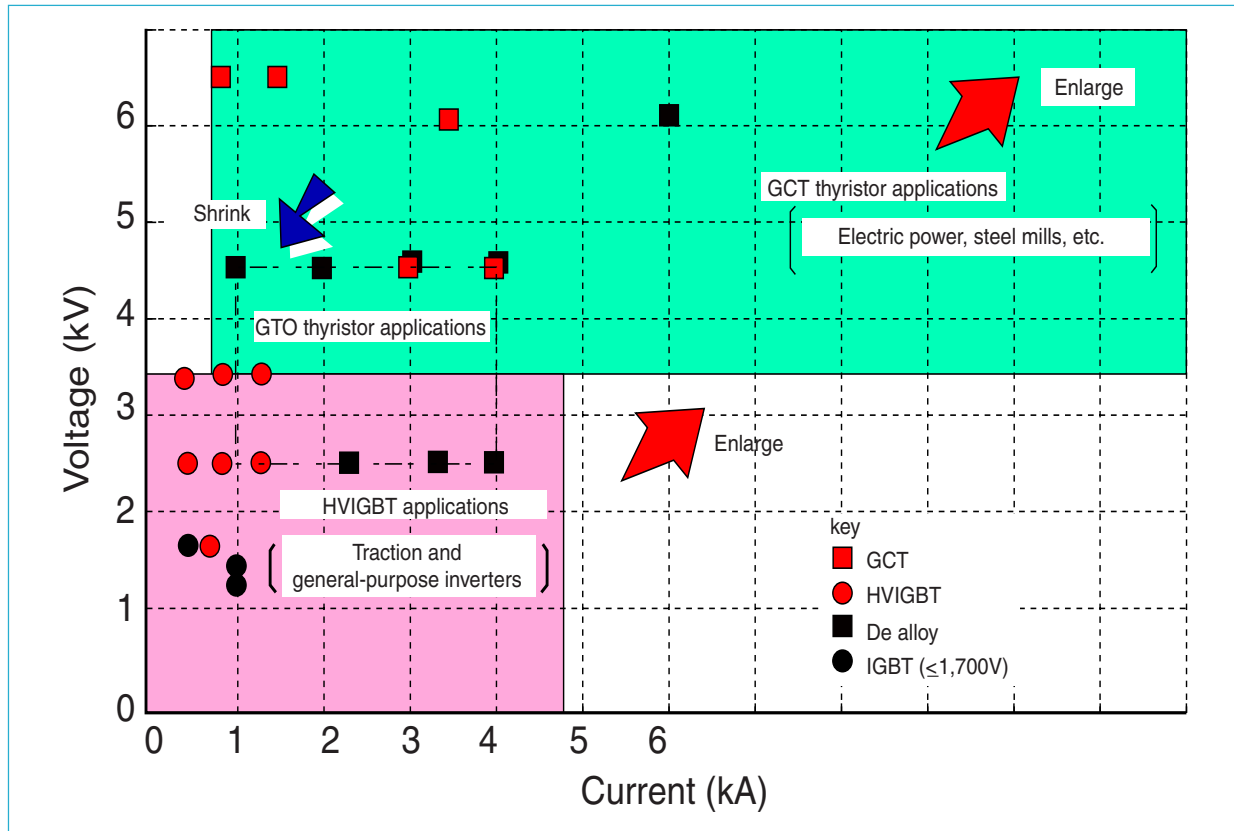 Voltage (kV)
6
5
4
3
2
1
0
Enlarge
GCT thyristor applications
Electric power, steel mills, etc.
Shrink
GTO thyristor applications
Enlarge
HVIGBT applications
Traction and
general-purpose inverters
key
GCT
HVIGBT
De alloy
IGBT (≤1,700V)
0 1 2 3 4 5 6
Current (kA)